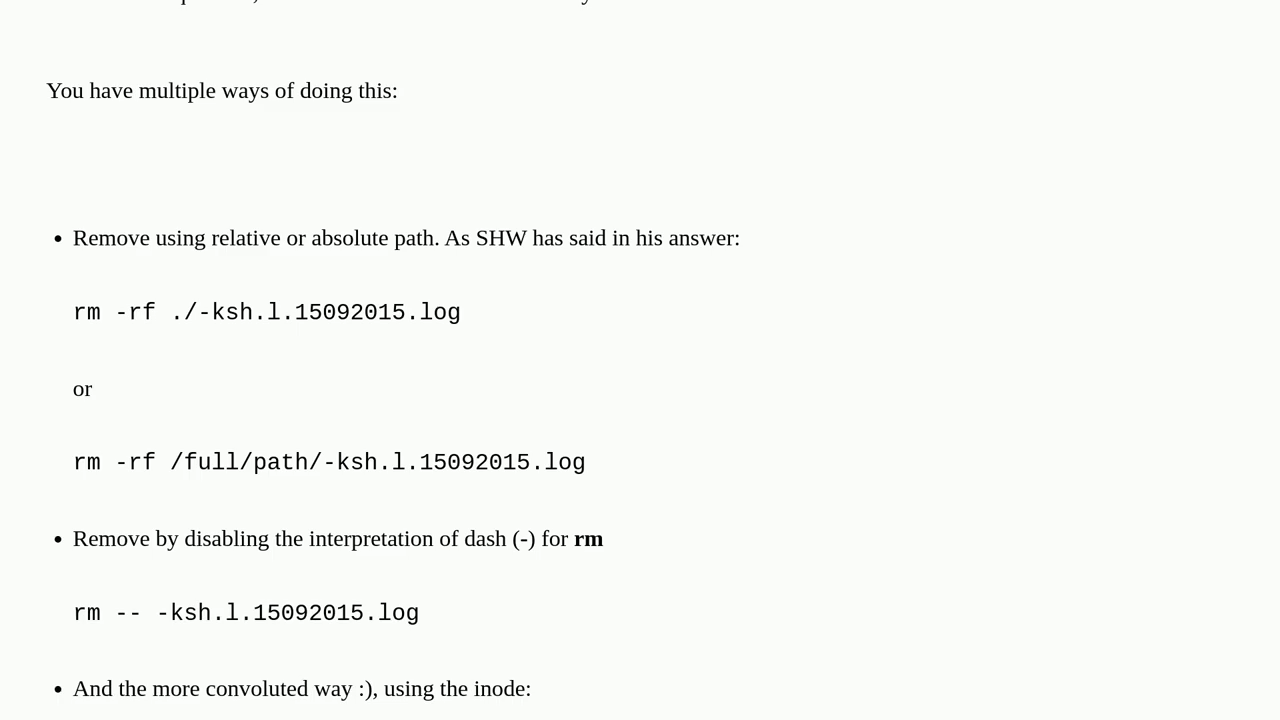 You have multiple ways of doing this:
• Remove using relative or absolute path. As SHW has said in his answer:
rm -rf ./-ksh.l.15092015.log
or
rm -rf /full/path/-ksh.l.15092015.log
• Remove by disabling the interpretation of dash (-) for rm
rm -- -ksh.l.15092015.log
• And the more convoluted way :), using the inode: